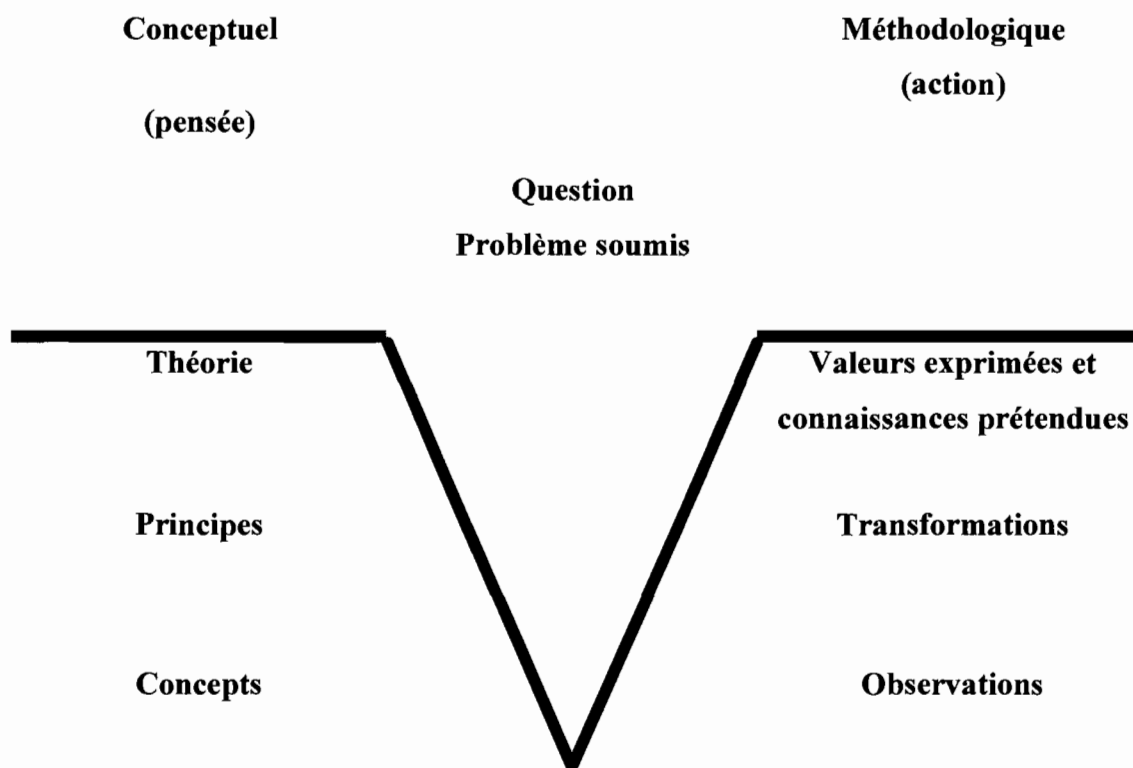 Conceptuel
(pensée)
Méthodologique
(action)
Question
Problème soumis
Théorie
Principes
Concepts
Valeurs exprimées et
connaissances prétendues
Transformations
Observations